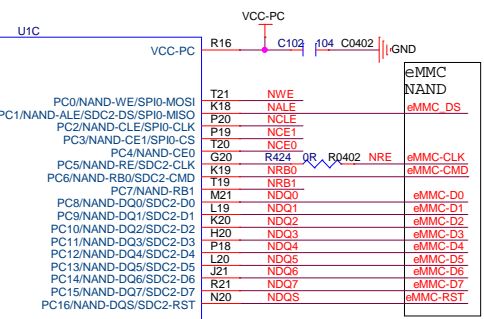 VCC-PC
U1C
VCC-PC R16 C102 104 C0402 GND
eMMC
NAND
PC0/NAND-WE/SPI0-MOSI T21 NWE
PC1/NAND-ALE/SDC2-DS/SPI0-MISO K18 NALE eMMC_DS
PC2/NAND-CLE/SPI0-CLK P20 NCLE
PC3/NAND-CE1/SPI0-CS P19 NCE1
PC4/NAND-CE0 T20 NCE0
PC5/NAND-RE/SDC2-CLK G20 R424 0R R0402 NRE eMMC-CLK
PC6/NAND-RB0/SDC2-CMD K19 NRB0 eMMC-CMD
PC7/NAND-RB1 T19 NRB1
PC8/NAND-DQ0/SDC2-D0 M21 NDQ0 eMMC-D0
PC9/NAND-DQ1/SDC2-D1 L19 NDQ1 eMMC-D1
PC10/NAND-DQ2/SDC2-D2 K20 NDQ2 eMMC-D2
PC11/NAND-DQ3/SDC2-D3 H20 NDQ3 eMMC-D3
PC12/NAND-DQ4/SDC2-D4 P18 NDQ4 eMMC-D4
PC13/NAND-DQ5/SDC2-D5 L20 NDQ5 eMMC-D5
PC14/NAND-DQ6/SDC2-D6 J21 NDQ6 eMMC-D6
PC15/NAND-DQ7/SDC2-D7 R21 NDQ7 eMMC-D7
PC16/NAND-DQS/SDC2-RST N20 NDQS eMMC-RST